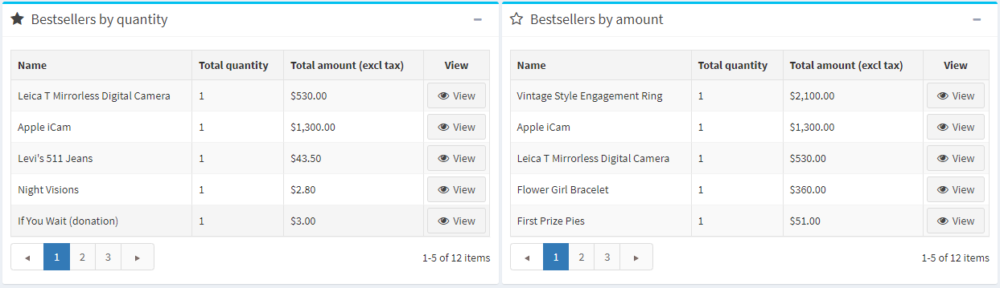 Bestsellers by quantity
Name Total quantity Total amount (excl tax) View
Leica T Mirrorless Digital Camera 1 $530.00 View
Apple iCam 1 $1,300.00 View
Levi's 511 Jeans 1 $43.50 View
Night Visions 1 $2.80 View
If You Wait (donation) 1 $3.00 View
1 2 3 1-5 of 12 items
Bestsellers by amount
Name Total quantity Total amount (excl tax) View
Vintage Style Engagement Ring 1 $2,100.00 View
Apple iCam 1 $1,300.00 View
Leica T Mirrorless Digital Camera 1 $530.00 View
Flower Girl Bracelet 1 $360.00 View
First Prize Pies 1 $51.00 View
1 2 3 1-5 of 12 items